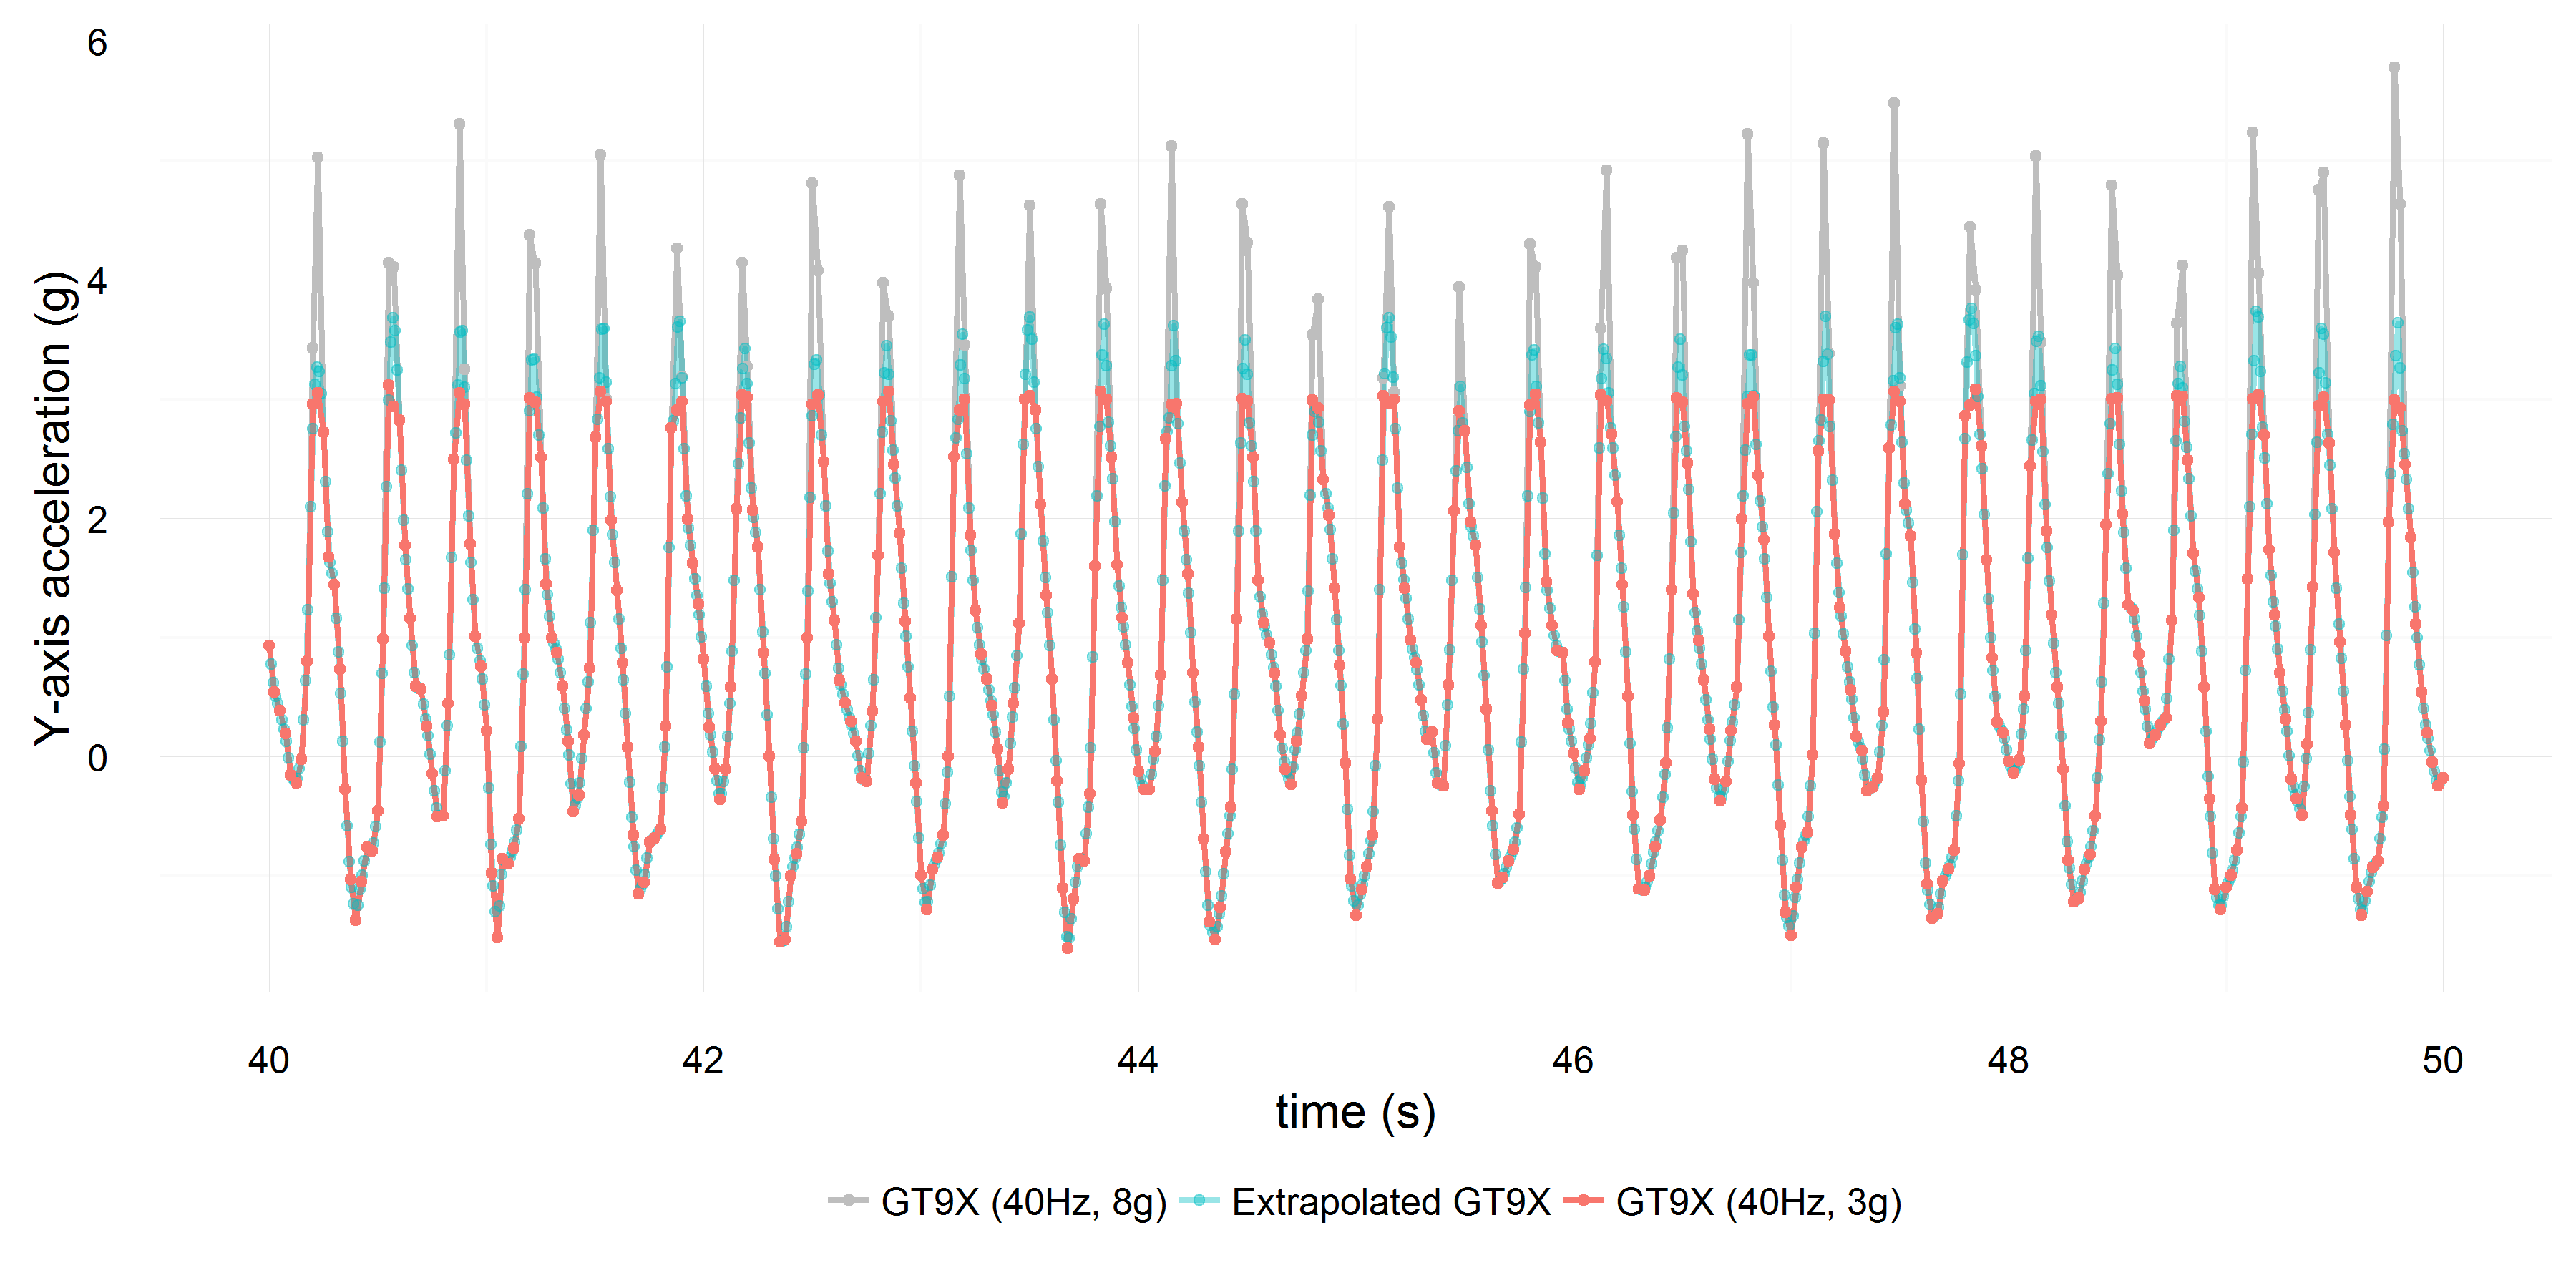 Y-axis acceleration (g)
6
4
2
0
40 42 44 46 48 50
time (s)
GT9X (40Hz, 8g) Extrapolated GT9X GT9X (40Hz, 3g)